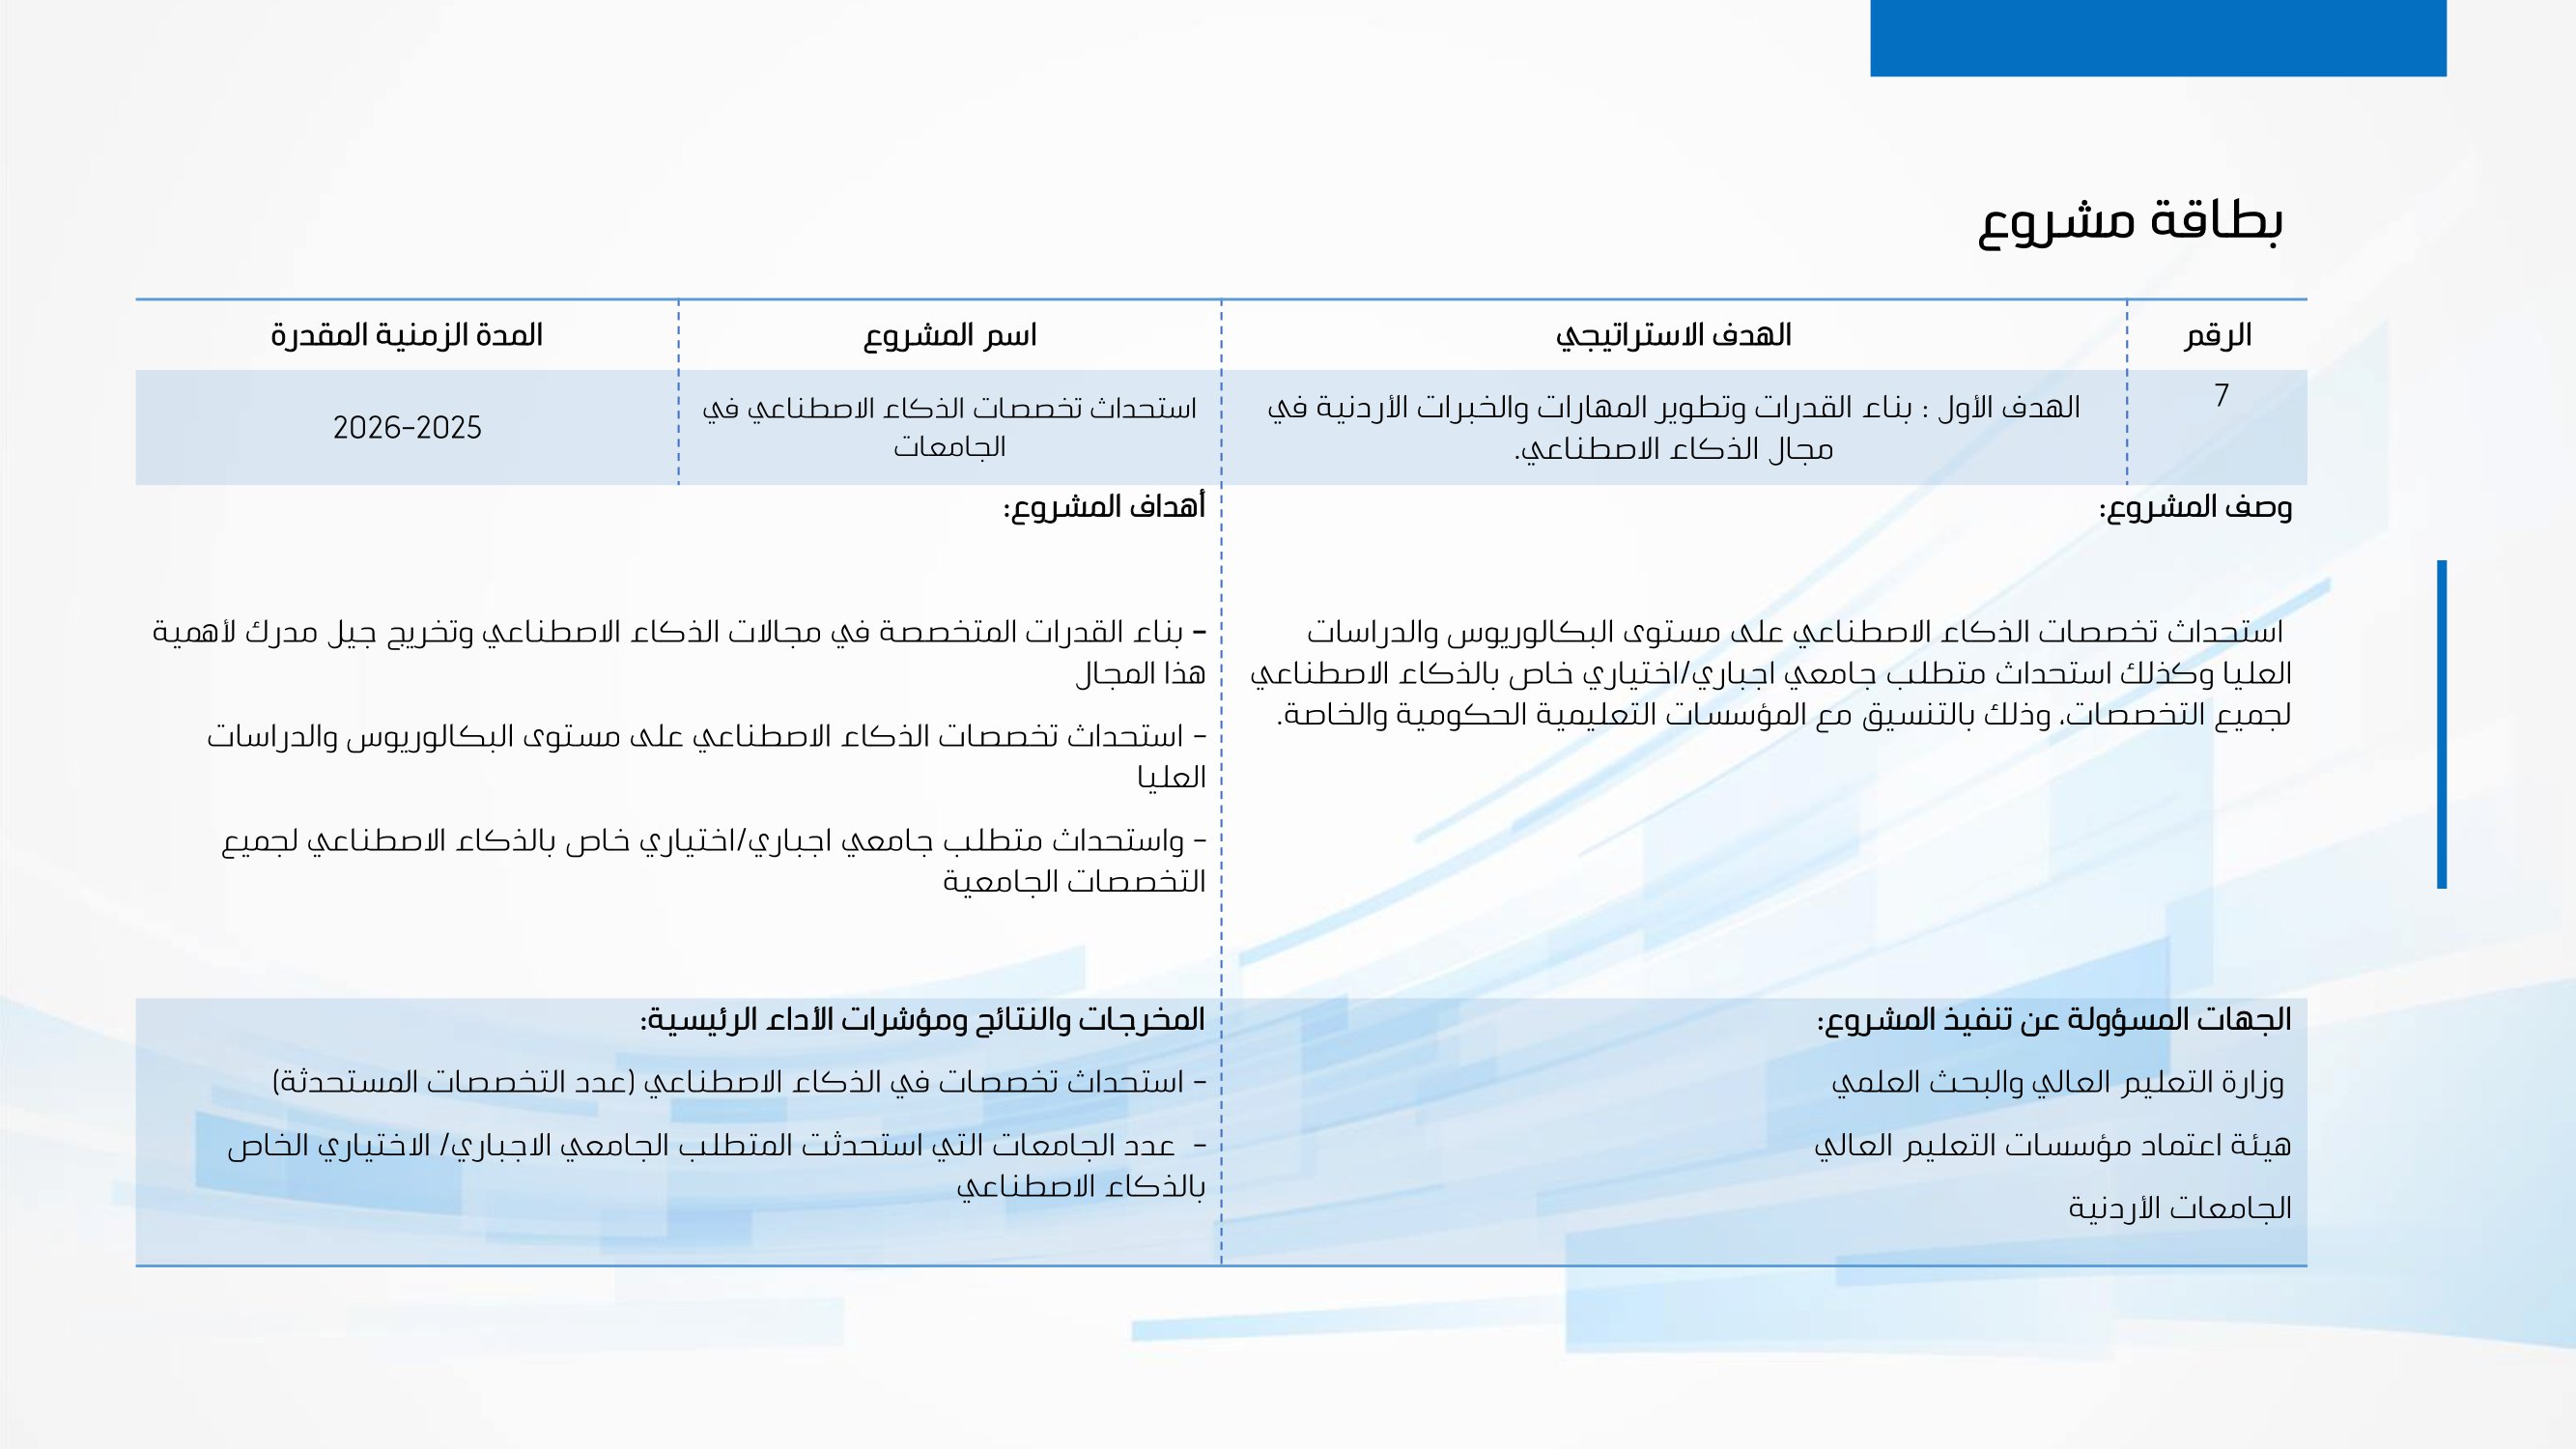 بطاقة مشروع
الرقم
الهدف الاستراتيجي
اسم المشروع
المدة الزمنية المقدرة
7
الهدف الأول : بناء القدرات وتطوير المهارات والخبرات الأردنية في
مجال الذكاء الاصطناعي.
استحداث تخصصات الذكاء الاصطناعي في
الجامعات
2026-2025
وصف المشروع:
استحداث تخصصات الذكاء الاصطناعي على مستوى البكالوريوس والدراسات
العليا وكذلك استحداث متطلب جامعي اجباري/اختياري خاص بالذكاء الاصطناعي
لجميع التخصصات، وذلك بالتنسيق مع المؤسسات التعليمية الحكومية والخاصة.
أهداف المشروع:
- بناء القدرات المتخصصة في مجالات الذكاء الاصطناعي وتخريج جيل مدرك لأهمية
هذا المجال
- استحداث تخصصات الذكاء الاصطناعي على مستوى البكالوريوس والدراسات
العليا
- واستحداث متطلب جامعي اجباري/اختياري خاص بالذكاء الاصطناعي لجميع
التخصصات الجامعية
الجهات المسؤولة عن تنفيذ المشروع:
وزارة التعليم العالي والبحث العلمي
هيئة اعتماد مؤسسات التعليم العالي
الجامعات الأردنية
المخرجات والنتائج ومؤشرات الأداء الرئيسية:
- استحداث تخصصات في الذكاء الاصطناعي (عدد التخصصات المستحدثة)
- عدد الجامعات التي استحدثت المتطلب الجامعي الاجباري/ الاختياري الخاص
بالذكاء الاصطناعي